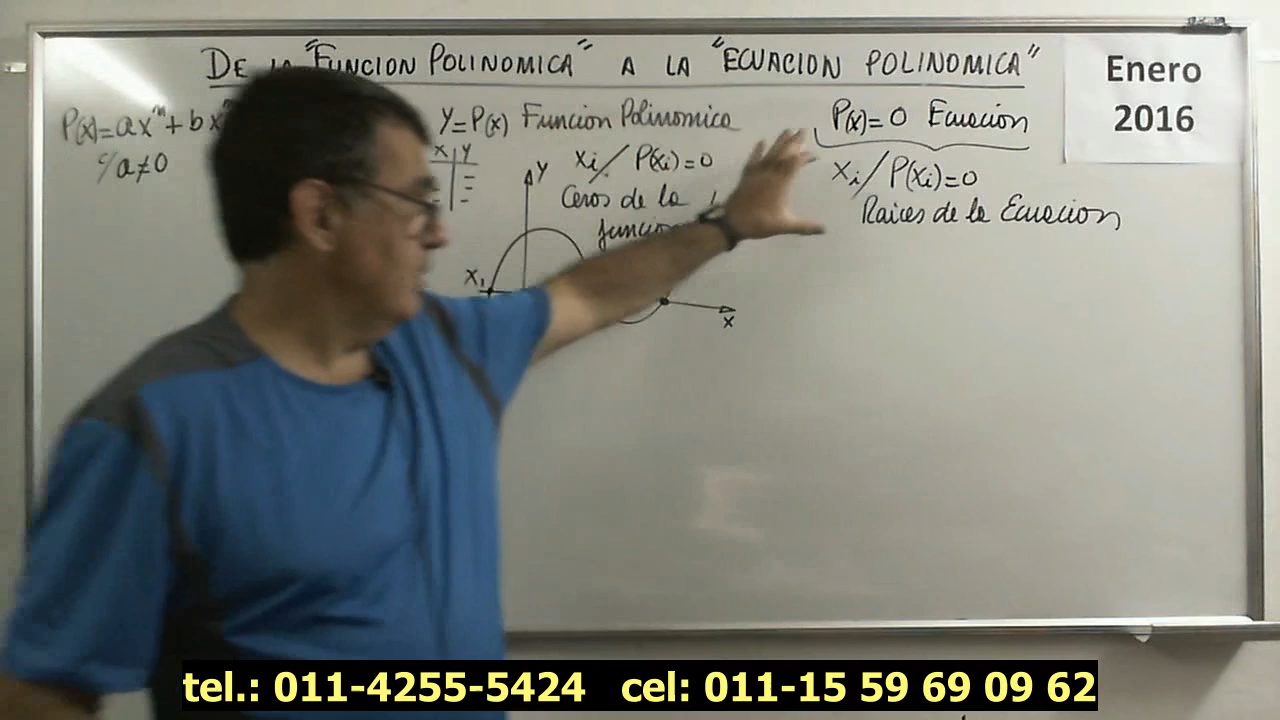 DE LA "FUNCION POLINOMICA" A LA "ECUACION POLINOMICA"
Enero
2016
P(x)=ax^m+bx
c/a≠0
Y=P(x) Funcion Polinomica
x | y
xi/P(xi)=0
Ceros de la
funcion
Y
x1
x
P(x)=0 Ecuación
xi/P(xi)=0
Raices de la Ecuacion
tel.: 011-4255-5424 cel: 011-15 59 69 09 62